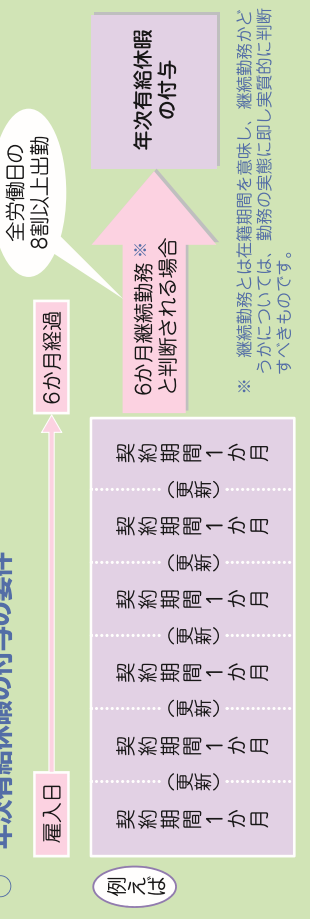 ○ 年次有給休暇の付与の要件
雇入日
6か月経過
全労働日の
8割以上出勤
例えば
契約期間1か月
（更新）
契約期間1か月
（更新）
契約期間1か月
（更新）
契約期間1か月
（更新）
契約期間1か月
（更新）
契約期間1か月
6か月継続勤務※
と判断される場合
年次有給休暇
の付与
※ 継続勤務とは在籍期間を意味し、継続勤務かど
うかについては、勤務の実態に即し実質的に判断
すべきものです。